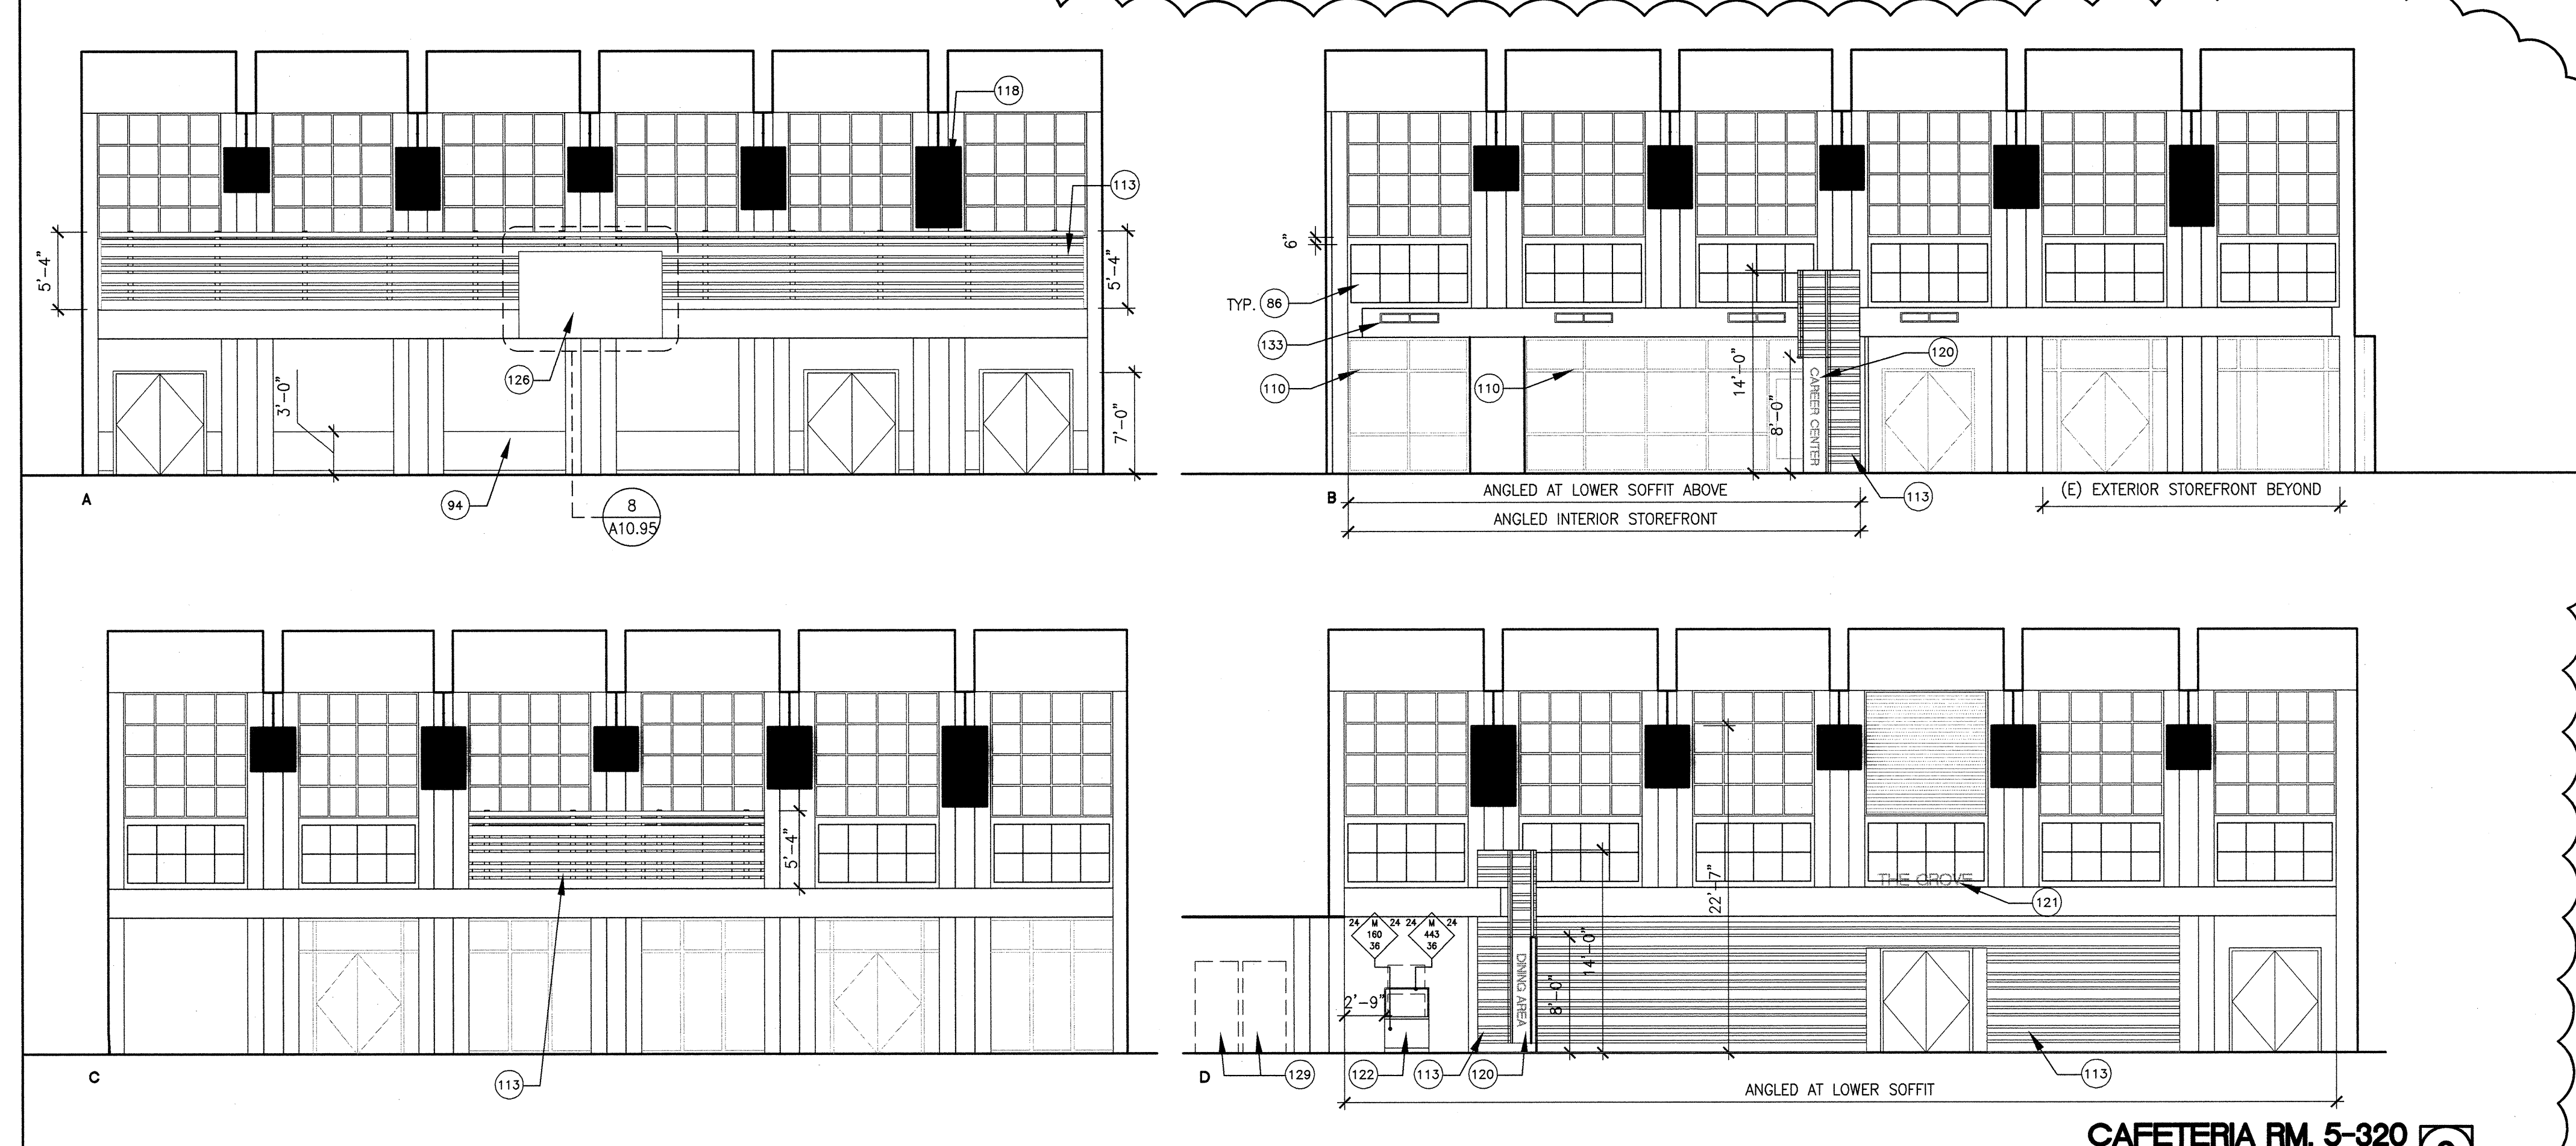 118
113
5'-4"
5'-4"
126
3'-0"
7'-0"
94
A
8
A10.95
6"
TYP. 86
133
110
110
14'-0"
8'-0"
120
CAREER CENTER
113
B
ANGLED AT LOWER SOFFIT ABOVE
ANGLED INTERIOR STOREFRONT
(E) EXTERIOR STOREFRONT BEYOND
5'-4"
113
C
22'-7"
THE GROVE
121
24 M 24
160
36
24 M 24
443
36
14'-0"
8'-0"
DINING AREA
2'-9"
D
129
122
113
120
113
ANGLED AT LOWER SOFFIT
CAFETERIA RM. 5-320